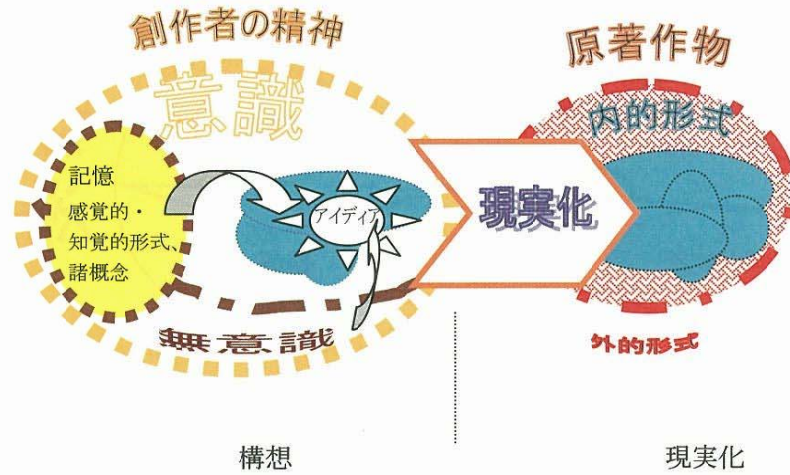 創作者の精神
原著作物
意識
内的形式
記憶
感覚的・
知覚的形式、
諸概念
アイディア
現実化
無意識
外的形式
構想
現実化